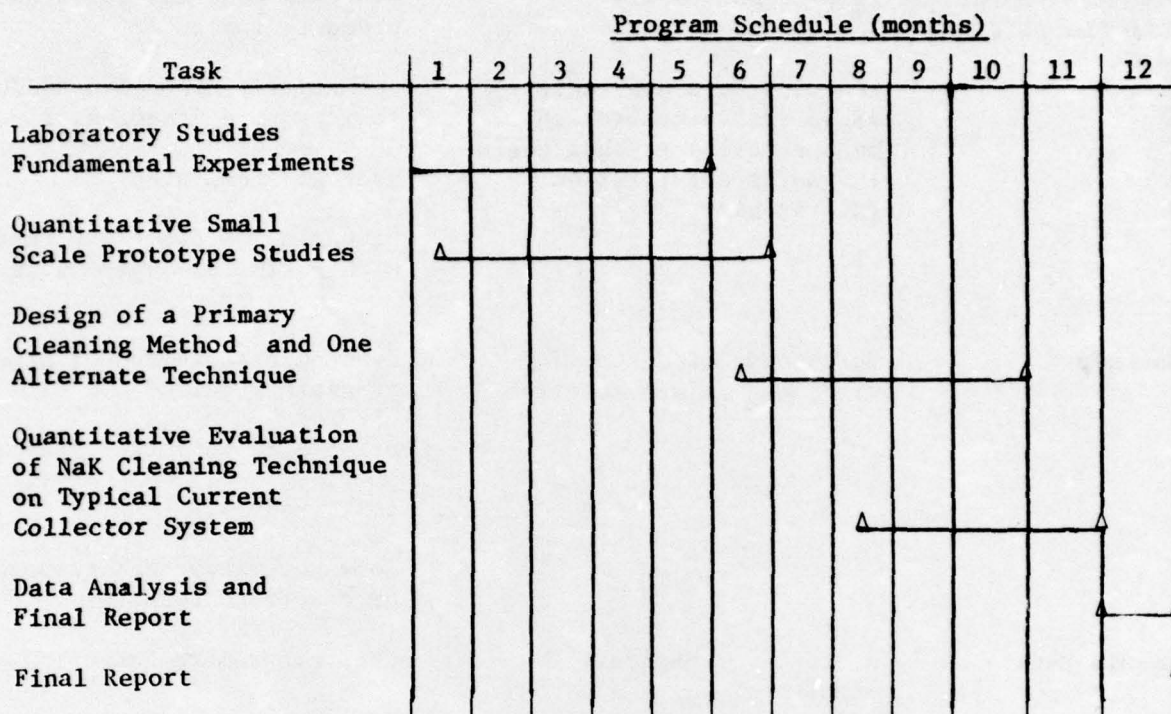 Program Schedule (months)
Task 1 2 3 4 5 6 7 8 9 10 11 12
Laboratory Studies
Fundamental Experiments
Quantitative Small
Scale Prototype Studies
Design of a Primary
Cleaning Method and One
Alternate Technique
Quantitative Evaluation
of NaK Cleaning Technique
on Typical Current
Collector System
Data Analysis and
Final Report
Final Report